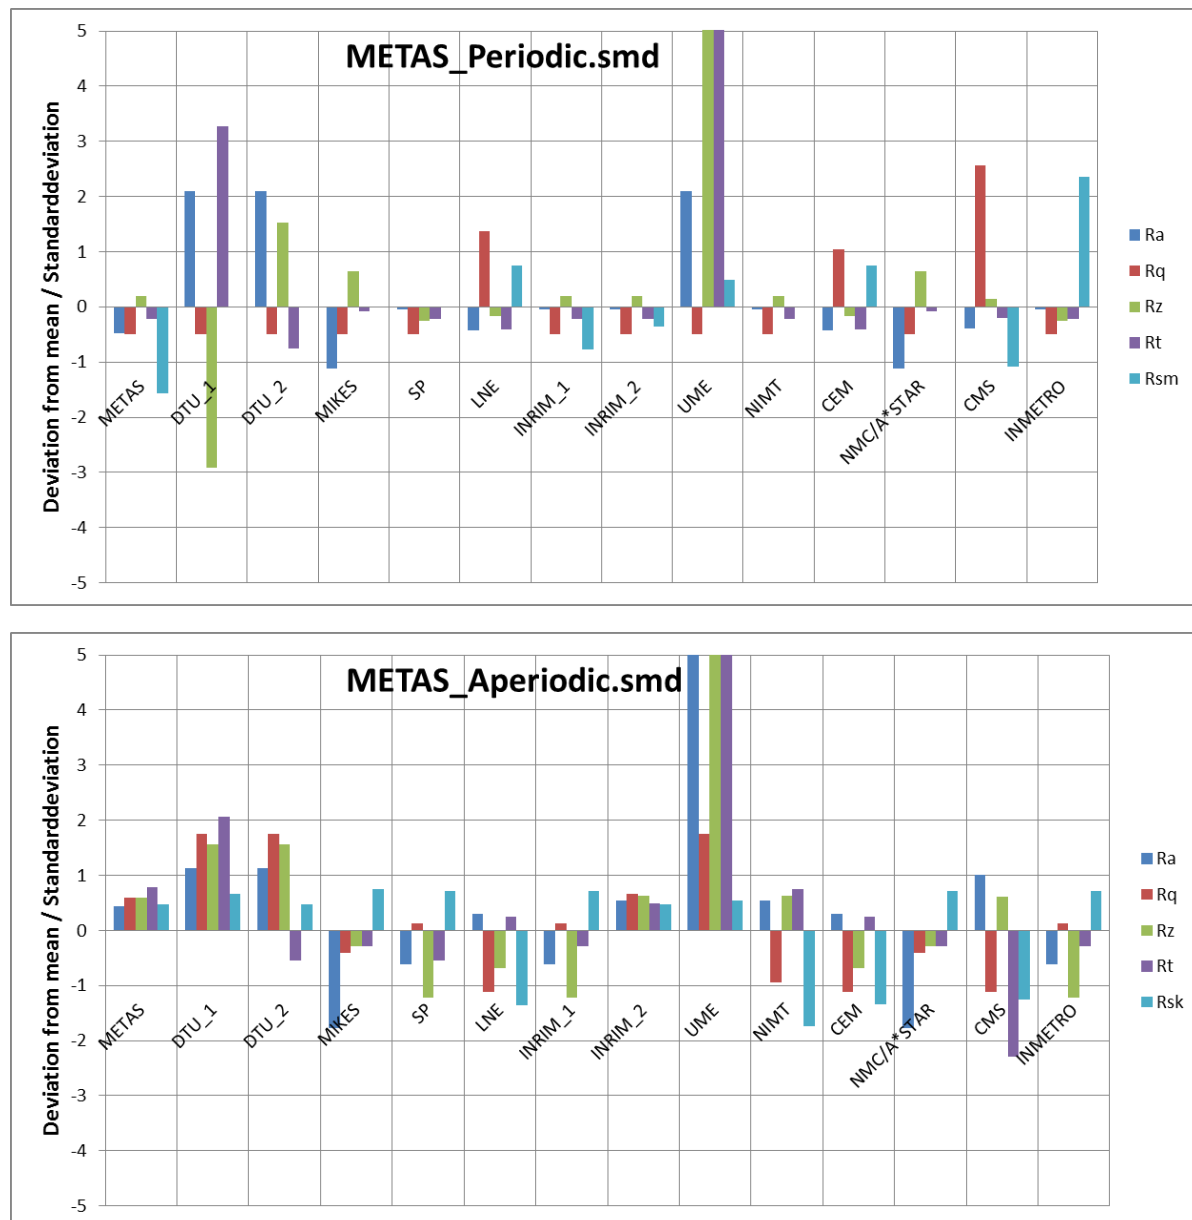 METAS_Periodic.smd
Deviation from mean / Standarddeviation
5
4
3
2
1
0
-1
-2
-3
-4
-5
METAS
DTU_1
DTU_2
MIKES
SP
LNE
INRIM_1
INRIM_2
UME
NIMT
CEM
NMC/A*STAR
CMS
INMETRO
Ra
Rq
Rz
Rt
Rsm
METAS_Aperiodic.smd
Deviation from mean / Standarddeviation
5
4
3
2
1
0
-1
-2
-3
-4
-5
METAS
DTU_1
DTU_2
MIKES
SP
LNE
INRIM_1
INRIM_2
UME
NIMT
CEM
NMC/A*STAR
CMS
INMETRO
Ra
Rq
Rz
Rt
Rsk